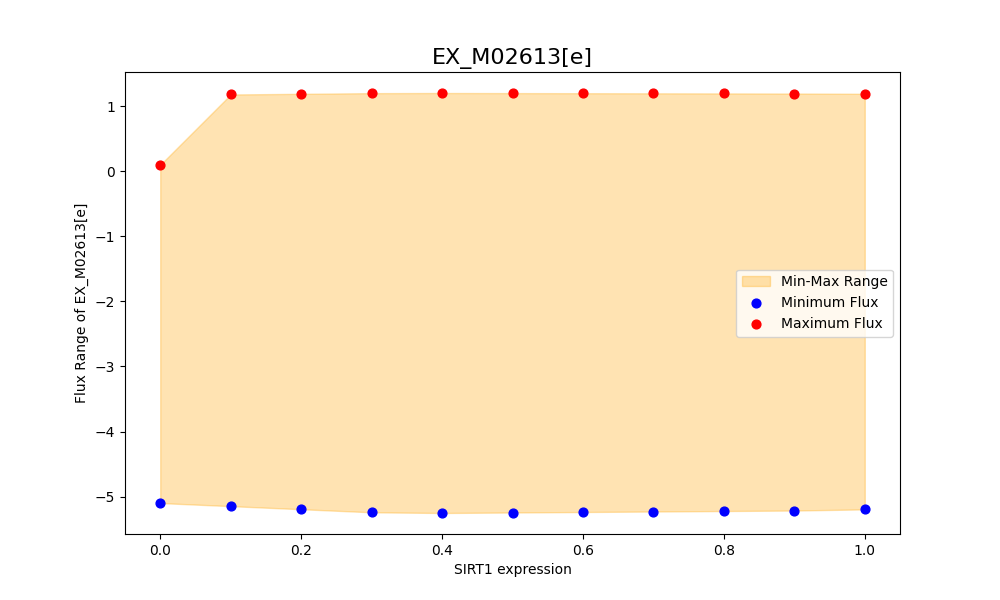 EX_M02613[e]
Flux Range of EX_M02613[e]
1
0
−1
−2
−3
−4
−5
Min-Max Range
Minimum Flux
Maximum Flux
0.0 0.2 0.4 0.6 0.8 1.0
SIRT1 expression